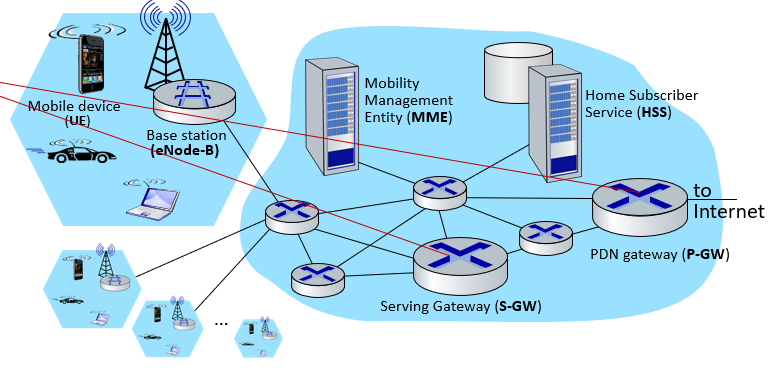 Mobile device
(UE)
Base station
(eNode-B)
Mobility
Management
Entity (MME)
Home Subscriber
Service (HSS)
to
Internet
PDN gateway (P-GW)
Serving Gateway (S-GW)
...